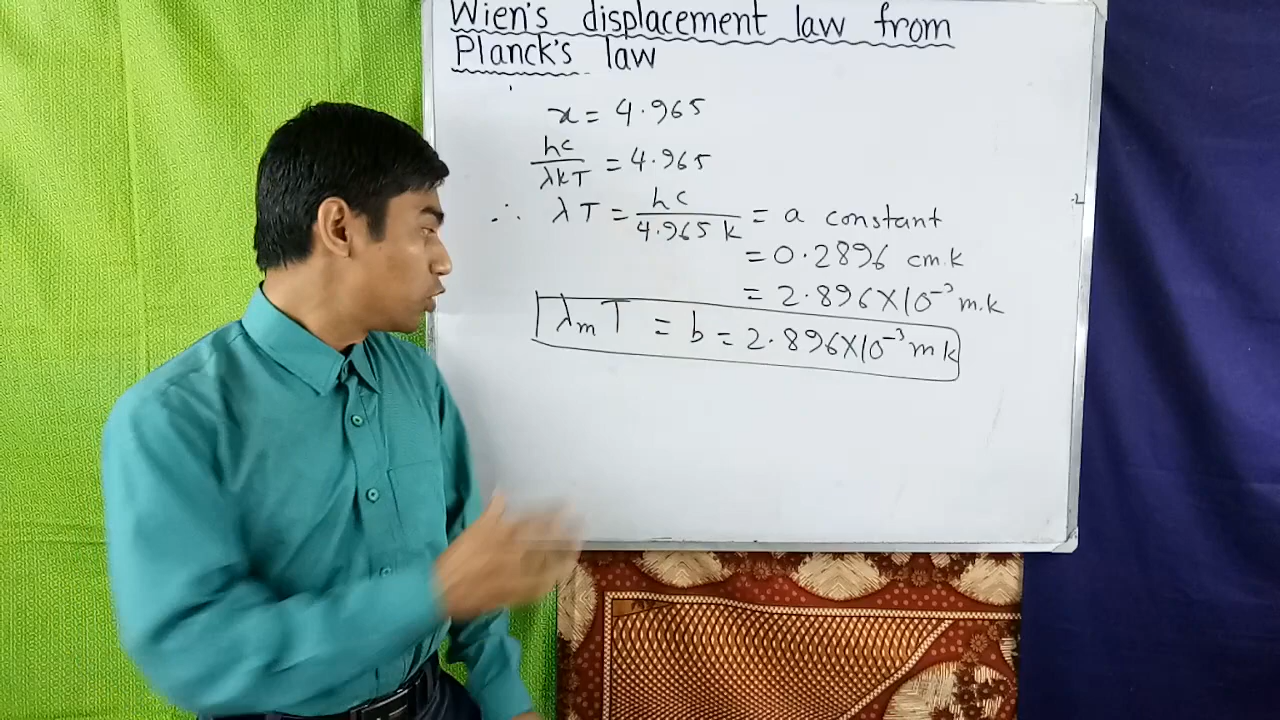 Wien's displacement law from
Planck's law
x = 4.965
hc/λkT = 4.965
∴ λT = hc/4.965 k = a constant
= 0.2896 cm.k
= 2.896×10⁻³ m.k
λₘT = b = 2.896×10⁻³ m k